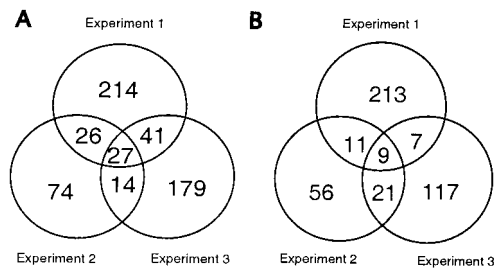 A
Experiment 1
214
26
41
27
74
14
179
Experiment 2
Experiment 3
B
Experiment 1
213
11
9
7
56
21
117
Experiment 2
Experiment 3